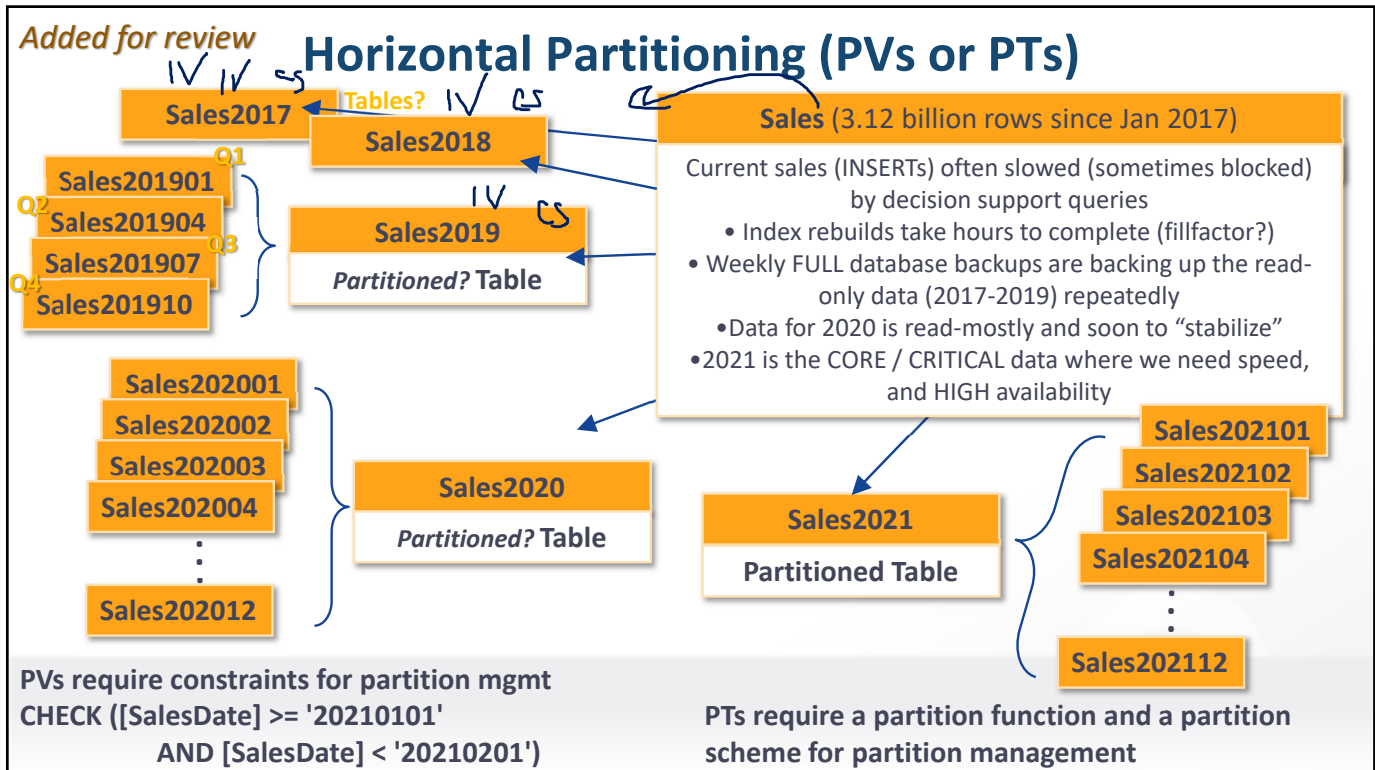 Added for review
Horizontal Partitioning (PVs or PTs)
IV IV CS
Tables?
IV CS
Sales2017
Sales2018
Q1
Sales201901
Q2
Sales201904
Q3
Sales201907
Q4
Sales201910
IV CS
Sales2019
Partitioned? Table
Sales (3.12 billion rows since Jan 2017)
Current sales (INSERTs) often slowed (sometimes blocked)
by decision support queries
• Index rebuilds take hours to complete (fillfactor?)
• Weekly FULL database backups are backing up the read-
only data (2017-2019) repeatedly
•Data for 2020 is read-mostly and soon to “stabilize”
•2021 is the CORE / CRITICAL data where we need speed,
and HIGH availability
Sales202001
Sales202002
Sales202003
Sales202004
Sales202012
Sales2020
Partitioned? Table
Sales2021
Partitioned Table
Sales202101
Sales202102
Sales202103
Sales202104
Sales202112
PVs require constraints for partition mgmt
CHECK ([SalesDate] >= '20210101'
AND [SalesDate] < '20210201')
PTs require a partition function and a partition
scheme for partition management